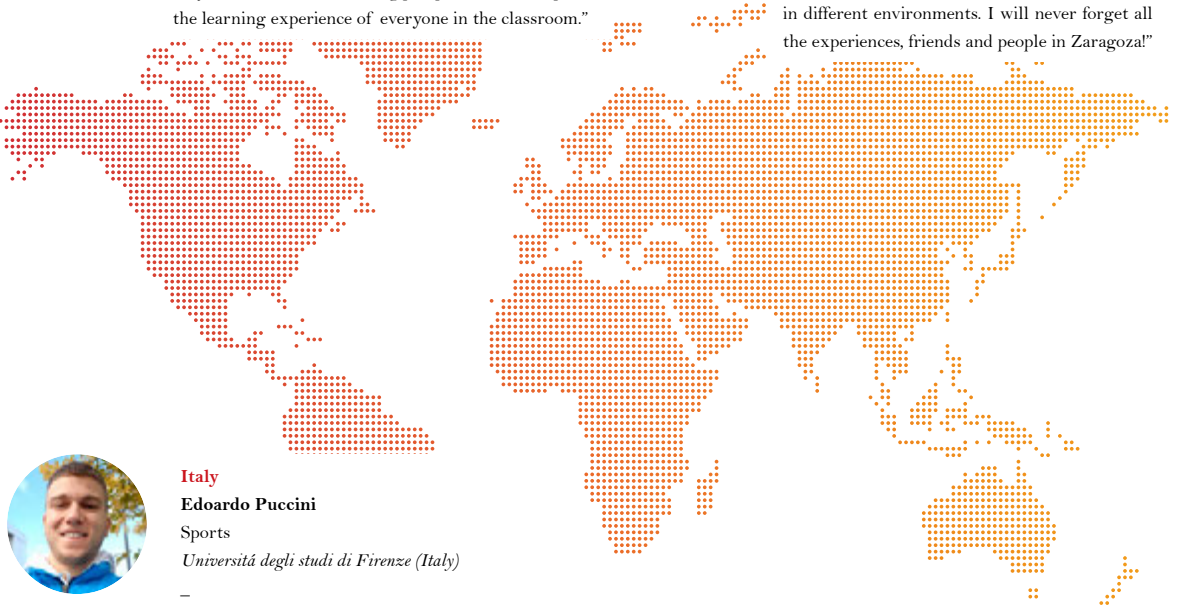 the learning experience of everyone in the classroom.”
in different environments. I will never forget all
the experiences, friends and people in Zaragoza!”
Italy
Edoardo Puccini
Sports
Universitá degli studi di Firenze (Italy)
–